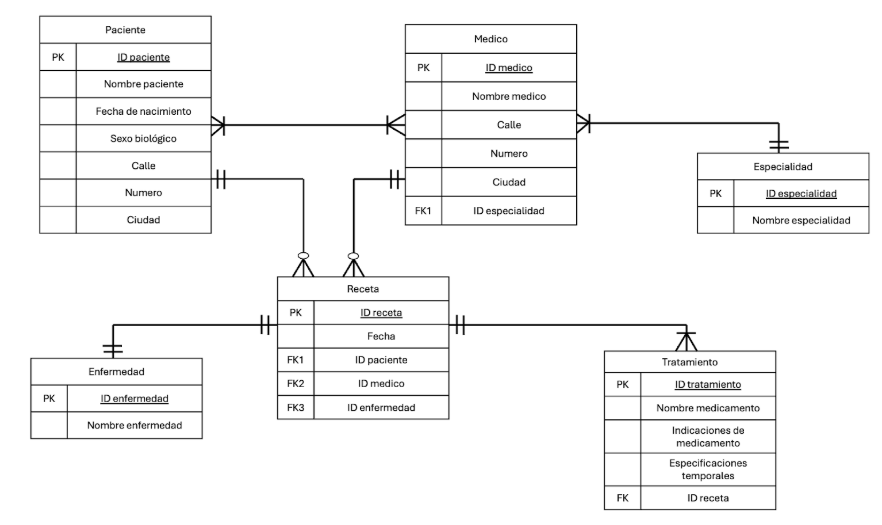 Paciente
PK ID paciente
Nombre paciente
Fecha de nacimiento
Sexo biológico
Calle
Numero
Ciudad
Medico
PK ID medico
Nombre medico
Calle
Numero
Ciudad
FK1 ID especialidad
Especialidad
PK ID especialidad
Nombre especialidad
Receta
PK ID receta
Fecha
FK1 ID paciente
FK2 ID medico
FK3 ID enfermedad
Enfermedad
PK ID enfermedad
Nombre enfermedad
Tratamiento
PK ID tratamiento
Nombre medicamento
Indicaciones de
medicamento
Especificaciones
temporales
FK ID receta